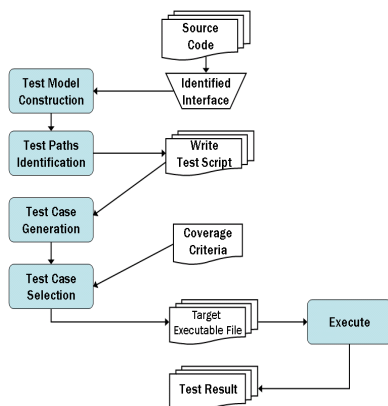 Source
Code
Test Model
Construction
Identified
Interface
Test Paths
Identification
Write
Test Script
Test Case
Generation
Coverage
Criteria
Test Case
Selection
Target
Executable File
Execute
Test Result